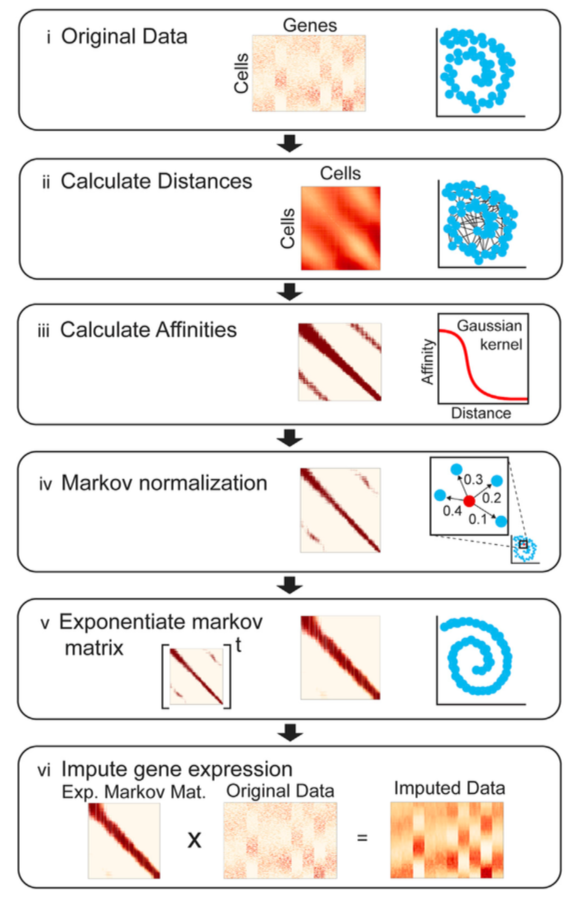 i Original Data
Genes
Cells
ii Calculate Distances
Cells
Cells
iii Calculate Affinities
Affinity
Gaussian
kernel
Distance
iv Markov normalization
0.3
0.2
0.4
0.1
v Exponentiate markov
matrix
t
vi Impute gene expression
Exp. Markov Mat. Original Data Imputed Data
X =